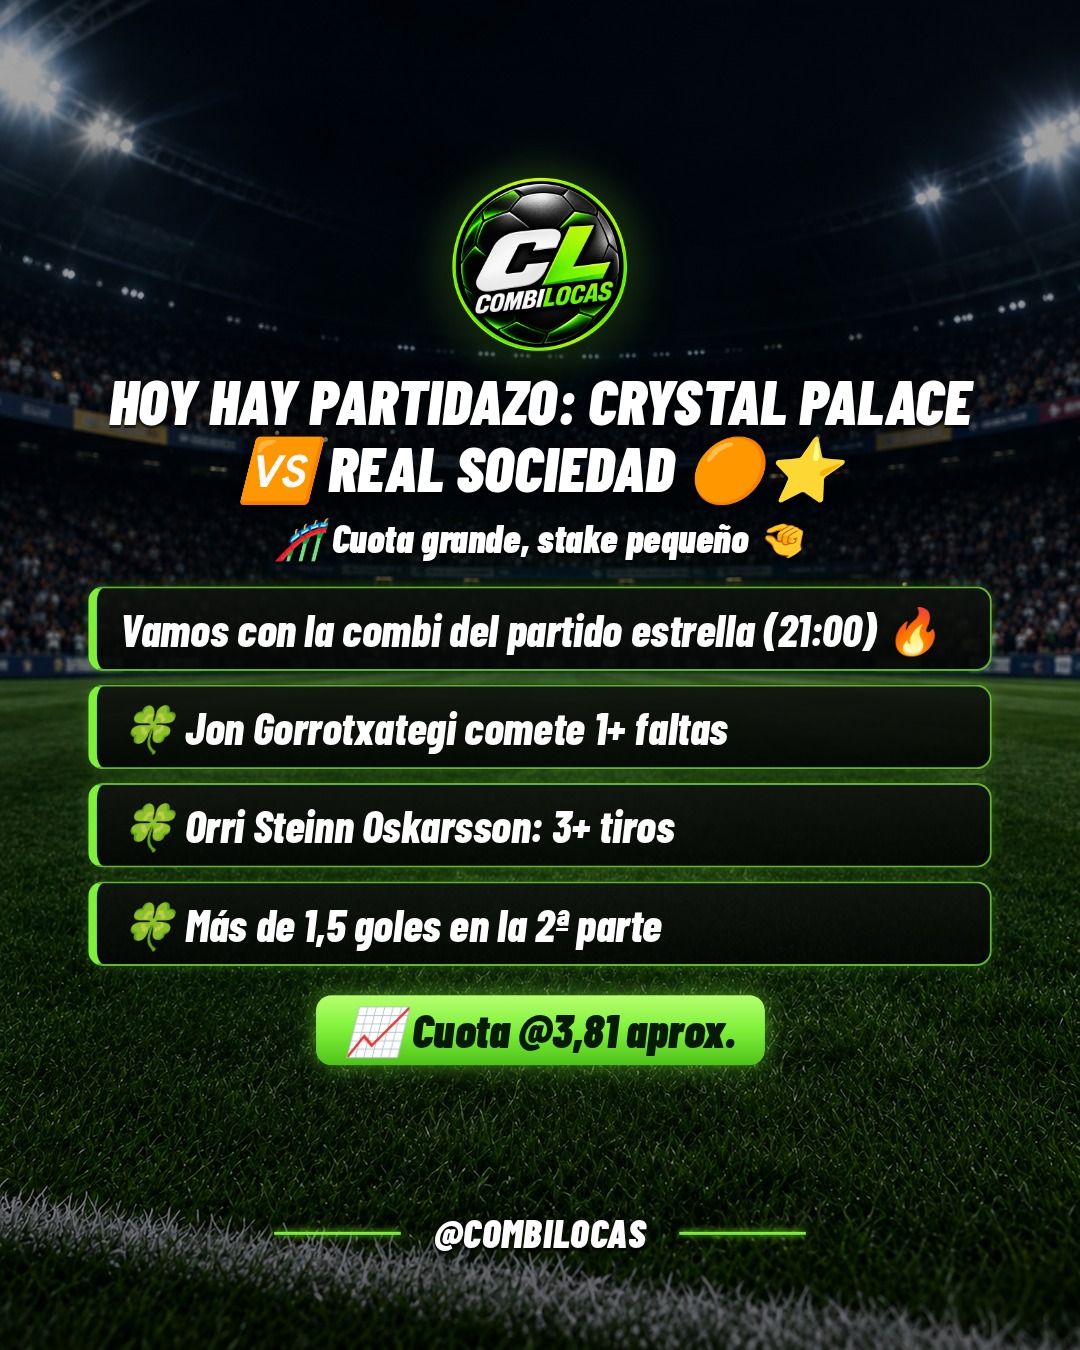 CL
COMBILOCAS
HOY HAY PARTIDAZO: CRYSTAL PALACE
🆚 REAL SOCIEDAD 🟠⭐
🎢 Cuota grande, stake pequeño 🤏
Vamos con la combi del partido estrella (21:00) 🔥
🍀 Jon Gorrotxategi comete 1+ faltas
🍀 Orri Steinn Oskarsson: 3+ tiros
🍀 Más de 1,5 goles en la 2ª parte
📈 Cuota @3,81 aprox.
@COMBILOCAS